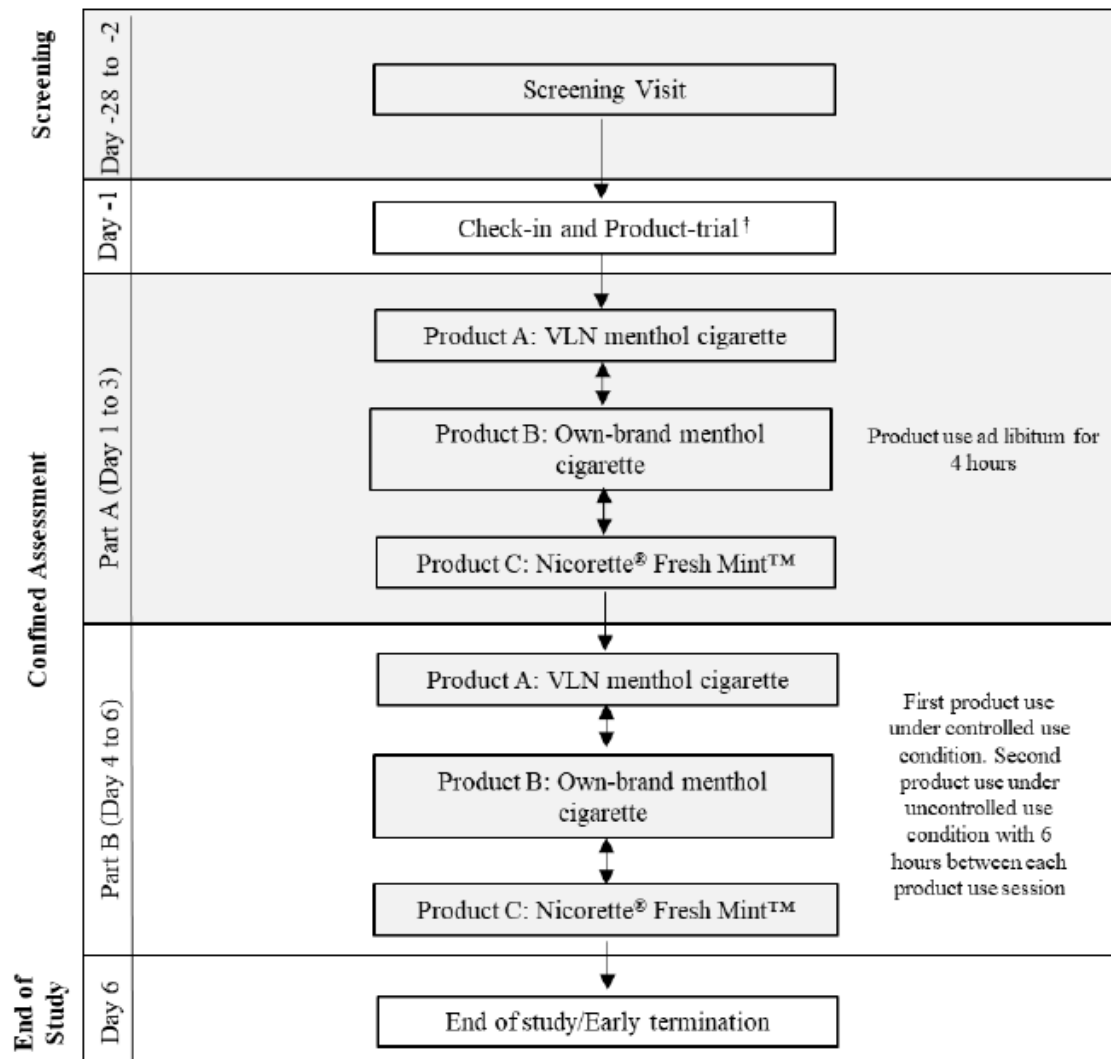 Screening
Day -28 to -2
Screening Visit
Day -1
Check-in and Product-trial †
Confined Assessment
Part A (Day 1 to 3)
Product A: VLN menthol cigarette
Product B: Own-brand menthol
cigarette
Product C: Nicorette® Fresh Mint™
Product use ad libitum for
4 hours
Part B (Day 4 to 6)
Product A: VLN menthol cigarette
Product B: Own-brand menthol
cigarette
Product C: Nicorette® Fresh Mint™
First product use
under controlled use
condition. Second
product use under
uncontrolled use
condition with 6
hours between each
product use session
End of
Study
Day 6
End of study/Early termination